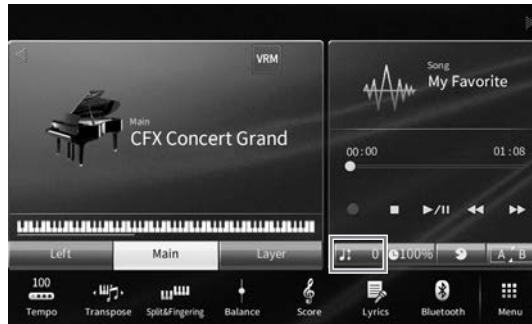 VRM
Main
CFX Concert Grand
Left
Main
Layer
Song
My Favorite
00:00
01:08
0
100%
A B
100
Tempo
Transpose
Split&Fingering
Balance
Score
Lyrics
Bluetooth
Menu